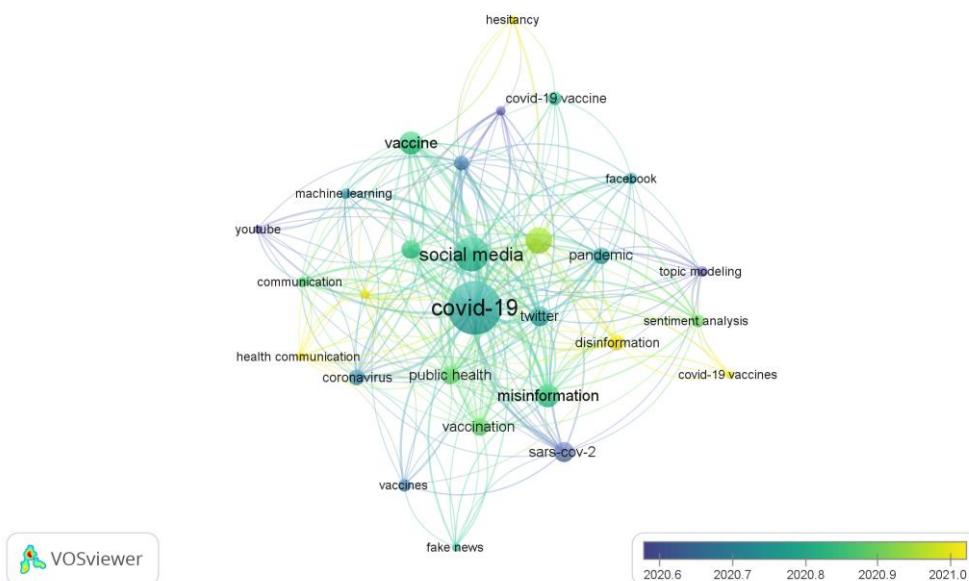 hesitancy
covid-19 vaccine
vaccine
machine learning
facebook
youtube
social media
pandemic
topic modeling
communication
covid-19
twitter
sentiment analysis
disinformation
health communication
coronavirus
public health
covid-19 vaccines
misinformation
vaccination
sars-cov-2
vaccines
fake news
VOSviewer
2020.6 2020.7 2020.8 2020.9 2021.0